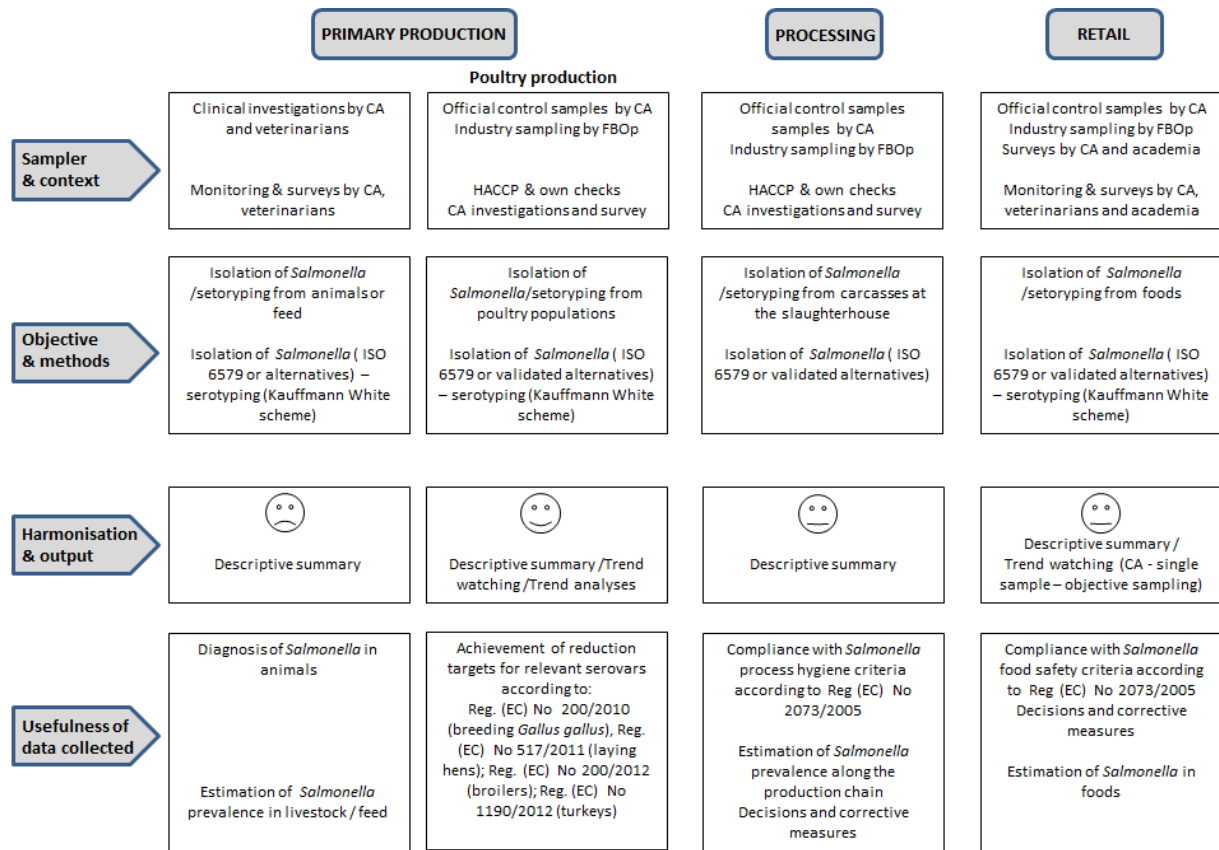 PRIMARY PRODUCTION
PROCESSING
RETAIL
Poultry production
Sampler
& context
Clinical investigations by CA
and veterinarians
Monitoring & surveys by CA,
veterinarians
Official control samples by CA
Industry sampling by FBOp
HACCP & own checks
CA investigations and survey
Official control samples
samples by CA
Industry sampling by FBOp
HACCP & own checks
CA investigations and survey
Official control samples by CA
Industry sampling by FBOp
Surveys by CA and academia
Monitoring & surveys by CA,
veterinarians and academia
Objective
& methods
Isolation of Salmonella
/setoryping from animals or
feed
Isolation of Salmonella ( ISO
6579 or alternatives) –
serotyping (Kauffmann White
scheme)
Isolation of
Salmonella/setoryping from
poultry populations
Isolation of Salmonella ( ISO
6579 or validated alternatives)
– serotyping (Kauffmann White
scheme)
Isolation of Salmonella
/setoryping from carcasses at
the slaughterhouse
Isolation of Salmonella ( ISO
6579 or validated alternatives)
Isolation of Salmonella
/setoryping from foods
Isolation of Salmonella ( ISO
6579 or validated alternatives)
– serotyping (Kauffmann White
scheme)
Harmonisation
& output
Descriptive summary
Descriptive summary /Trend
watching /Trend analyses
Descriptive summary
Descriptive summary /
Trend watching (CA - single
sample – objective sampling)
Usefulness of
data collected
Diagnosis of Salmonella in
animals
Estimation of Salmonella
prevalence in livestock / feed
Achievement of reduction
targets for relevant serovars
according to:
Reg. (EC) No 200/2010
(breeding Gallus gallus), Reg.
(EC) No 517/2011 (laying
hens); Reg. (EC) No 200/2012
(broilers); Reg. (EC) No
1190/2012 (turkeys)
Compliance with Salmonella
process hygiene criteria
according to Reg (EC) No
2073/2005
Estimation of Salmonella
prevalence along the
production chain
Decisions and corrective
measures
Compliance with Salmonella
food safety criteria according
to Reg (EC) No 2073/2005
Decisions and corrective
measures
Estimation of Salmonella in
foods